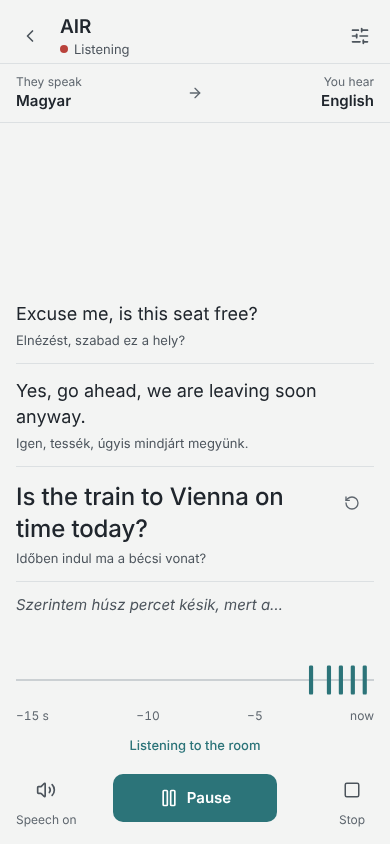 AIR
Listening
They speak
Magyar
You hear
English
Excuse me, is this seat free?
Elnézést, szabad ez a hely?
Yes, go ahead, we are leaving soon
anyway.
Igen, tessék, úgyis mindjárt megyünk.
Is the train to Vienna on
time today?
Időben indul ma a bécsi vonat?
Szerintem húsz percet késik, mert a...
−15 s
−10
−5
now
Listening to the room
Speech on
Pause
Stop